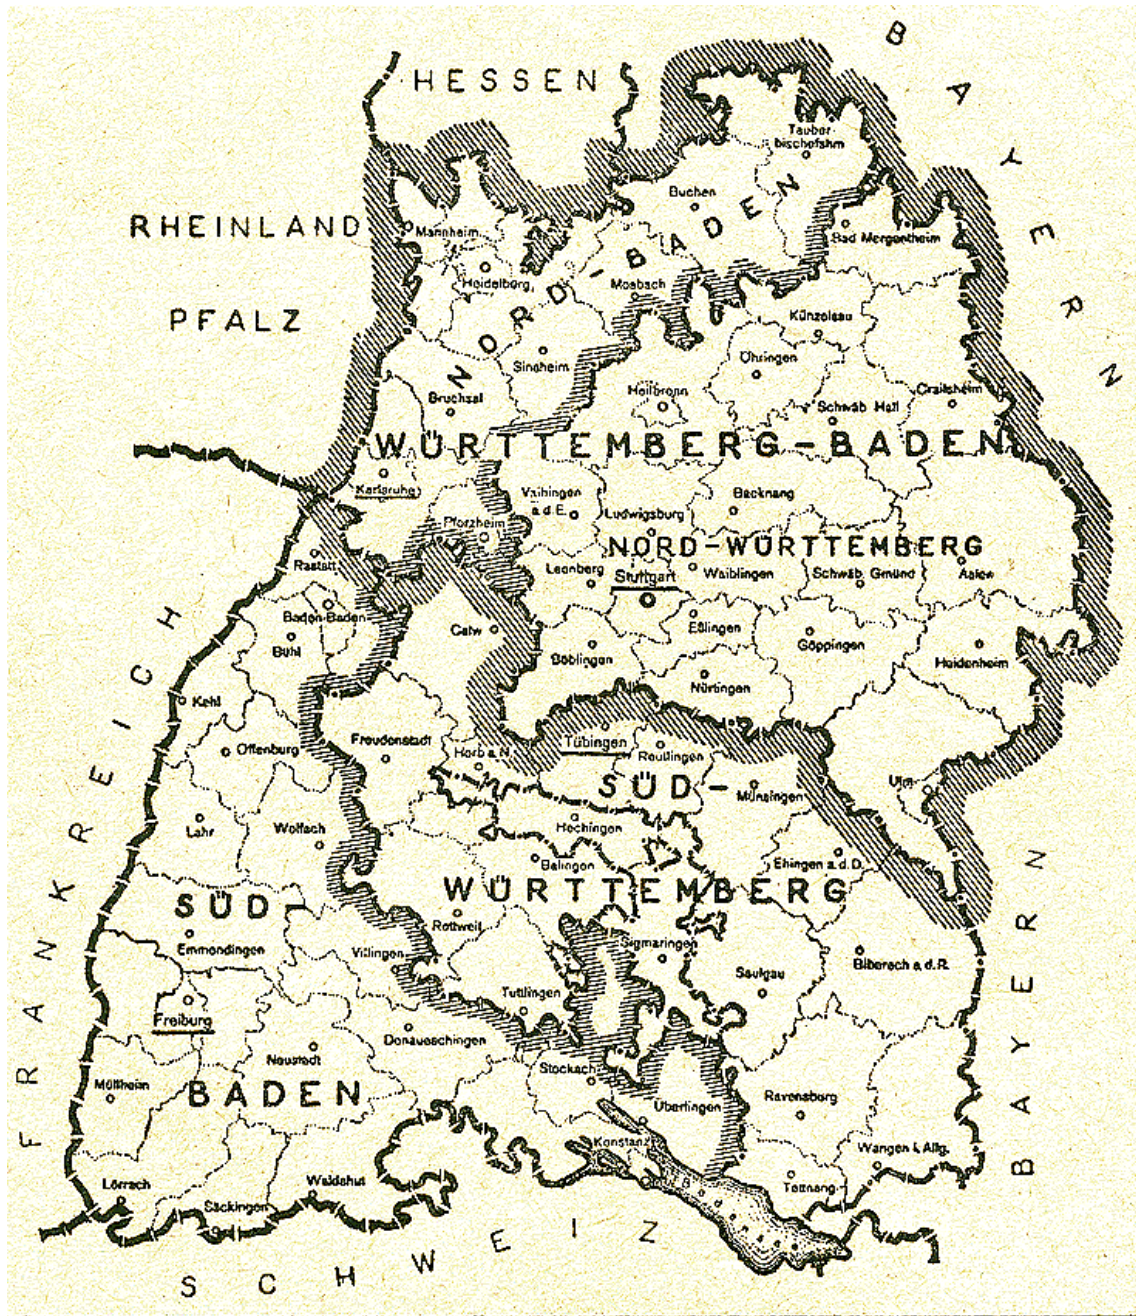 BAYERN
HESSEN
Tauber-
bischofshm
Buchen
RHEINLAND
PFALZ
Mannheim
Bad Mergentheim
NORD-BADEN
Heidelberg
Mosbach
Künzelsau
Sinsheim
Öhringen
Heilbronn
Crailsheim
Bruchsal
Schwäb. Hall
WÜRTTEMBERG-BADEN
Karlsruhe
Vaihingen
a.d.E.
Backnang
Ludwigsburg
Pforzheim
NORD-WÜRTTEMBERG
Rastatt
Leonberg
Stuttgart
Waiblingen
Schwäb. Gmünd
Aalen
Baden-Baden
Bühl
Calw
Eßlingen
Böblingen
Göppingen
Heidenheim
Nürtingen
Kehl
Offenburg
Freudenstadt
Horb a.N.
Tübingen
Reutlingen
SÜD-
Münsingen
Ulm
FRANKREICH
Lahr
Wolfach
Hechingen
Balingen
Ehingen a.d.D.
WÜRTTEMBERG
SÜD-
Rottweil
Emmendingen
Villingen
Sigmaringen
Saulgau
Biberach a.d.R.
Tuttlingen
Freiburg
Donaueschingen
Neustadt
Stockach
Müllheim
BADEN
Überlingen
Ravensburg
Konstanz
Wangen i. Allg.
BAYERN
Lörrach
Säckingen
Waldshut
Tettnang
Bodensee
SCHWEIZ